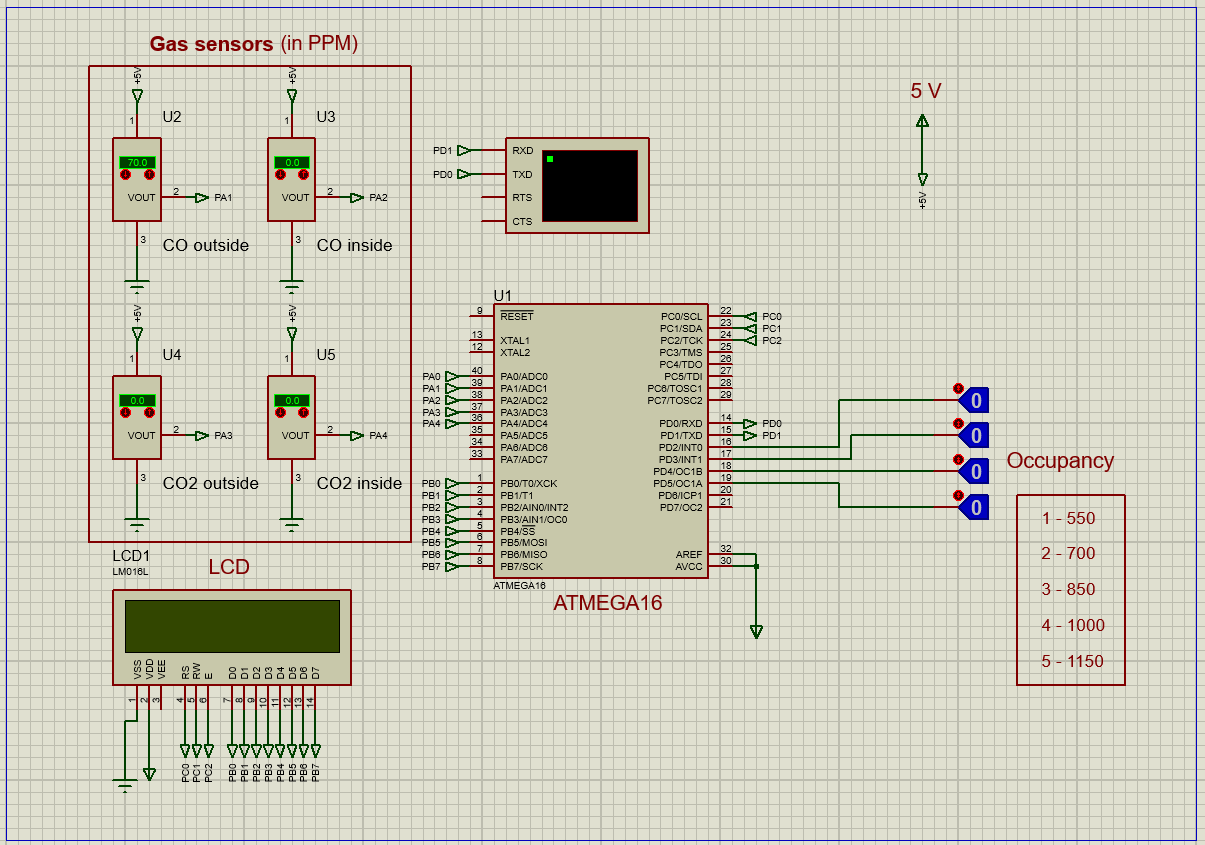 Gas sensors (in PPM)
+5V
+5V
1
U2
1
U3
70.0
0.0
VOUT
2
PA1
VOUT
2
PA2
3
CO outside
3
CO inside
+5V
+5V
1
U4
1
U5
0.0
0.0
VOUT
2
PA3
VOUT
2
PA4
3
CO2 outside
3
CO2 inside
PD1
RXD
PD0
TXD
RTS
CTS
5 V
+5V
U1
9
RESET
13
XTAL1
12
XTAL2
PA0
40
PA0/ADC0
PA1
39
PA1/ADC1
PA2
38
PA2/ADC2
PA3
37
PA3/ADC3
PA4
36
PA4/ADC4
35
PA5/ADC5
34
PA6/ADC6
33
PA7/ADC7
PB0
1
PB0/T0/XCK
PB1
2
PB1/T1
PB2
3
PB2/AIN0/INT2
PB3
4
PB3/AIN1/OC0
PB4
5
PB4/SS
PB5
6
PB5/MOSI
PB6
7
PB6/MISO
PB7
8
PB7/SCK
PC0/SCL
22
PC0
PC1/SDA
23
PC1
PC2/TCK
24
PC2
PC3/TMS
25
PC4/TDO
26
PC5/TDI
27
PC6/TOSC1
28
PC7/TOSC2
29
PD0/RXD
14
PD0
PD1/TXD
15
PD1
PD2/INT0
16
PD3/INT1
17
PD4/OC1B
18
PD5/OC1A
19
PD6/ICP1
20
PD7/OC2
21
AREF
32
AVCC
30
ATMEGA16
ATMEGA16
0
0
0
0
Occupancy
1 - 550
2 - 700
3 - 850
4 - 1000
5 - 1150
LCD1
LM016L
LCD
VSS
VDD
VEE
RS
RW
E
D0
D1
D2
D3
D4
D5
D6
D7
1
2
3
4
5
6
7
8
9
10
11
12
13
14
PC0
PC1
PC2
PB0
PB1
PB2
PB3
PB4
PB5
PB6
PB7